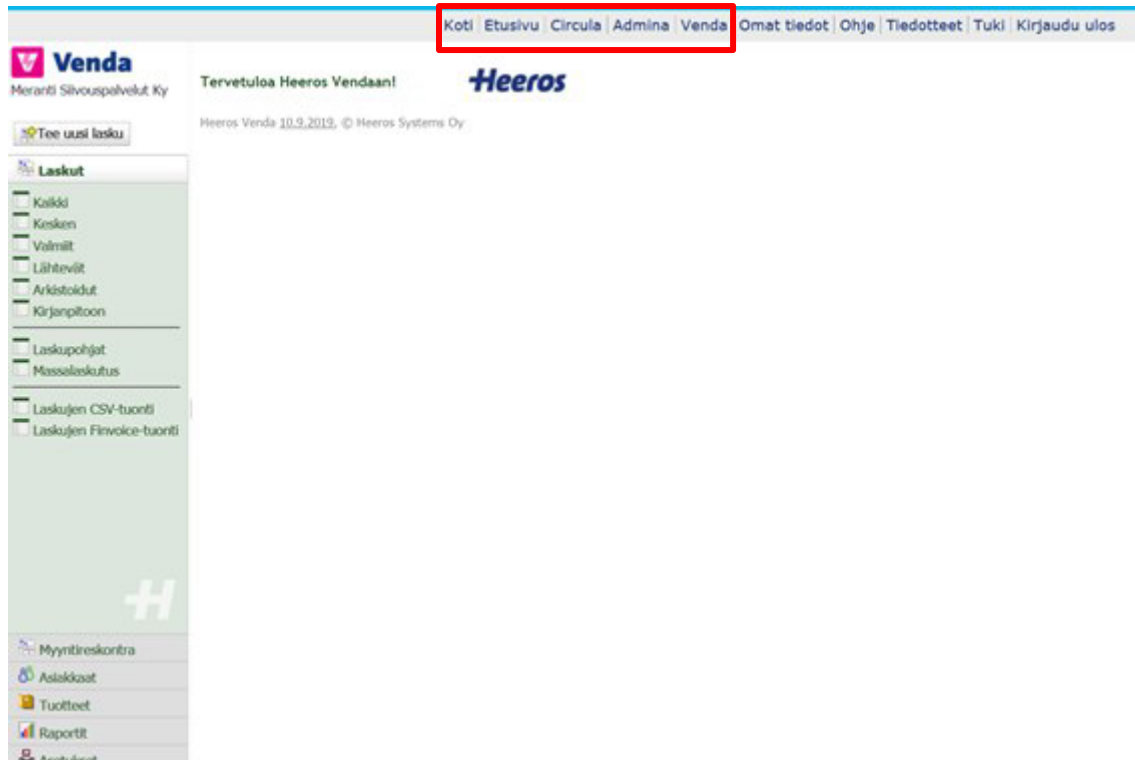 Koti Etusivu Circula Admina Venda Omat tiedot Ohje Tiedotteet Tuki Kirjaudu ulos
Venda
Meranti Siivouspalvelut Ky
Tee uusi lasku
Laskut
Kaikki
Kesken
Valmiit
Lähtevät
Arkistoidut
Kirjanpitoon
Laskupohjat
Massalaskutus
Laskujen CSV-tuonti
Laskujen Finvoice-tuonti
Myyntireskontra
Asiakkaat
Tuotteet
Raportit
Asetukset
Tervetuloa Heeros Vendaan!
Heeros
Heeros Venda 10.9.2019, © Heeros Systems Oy